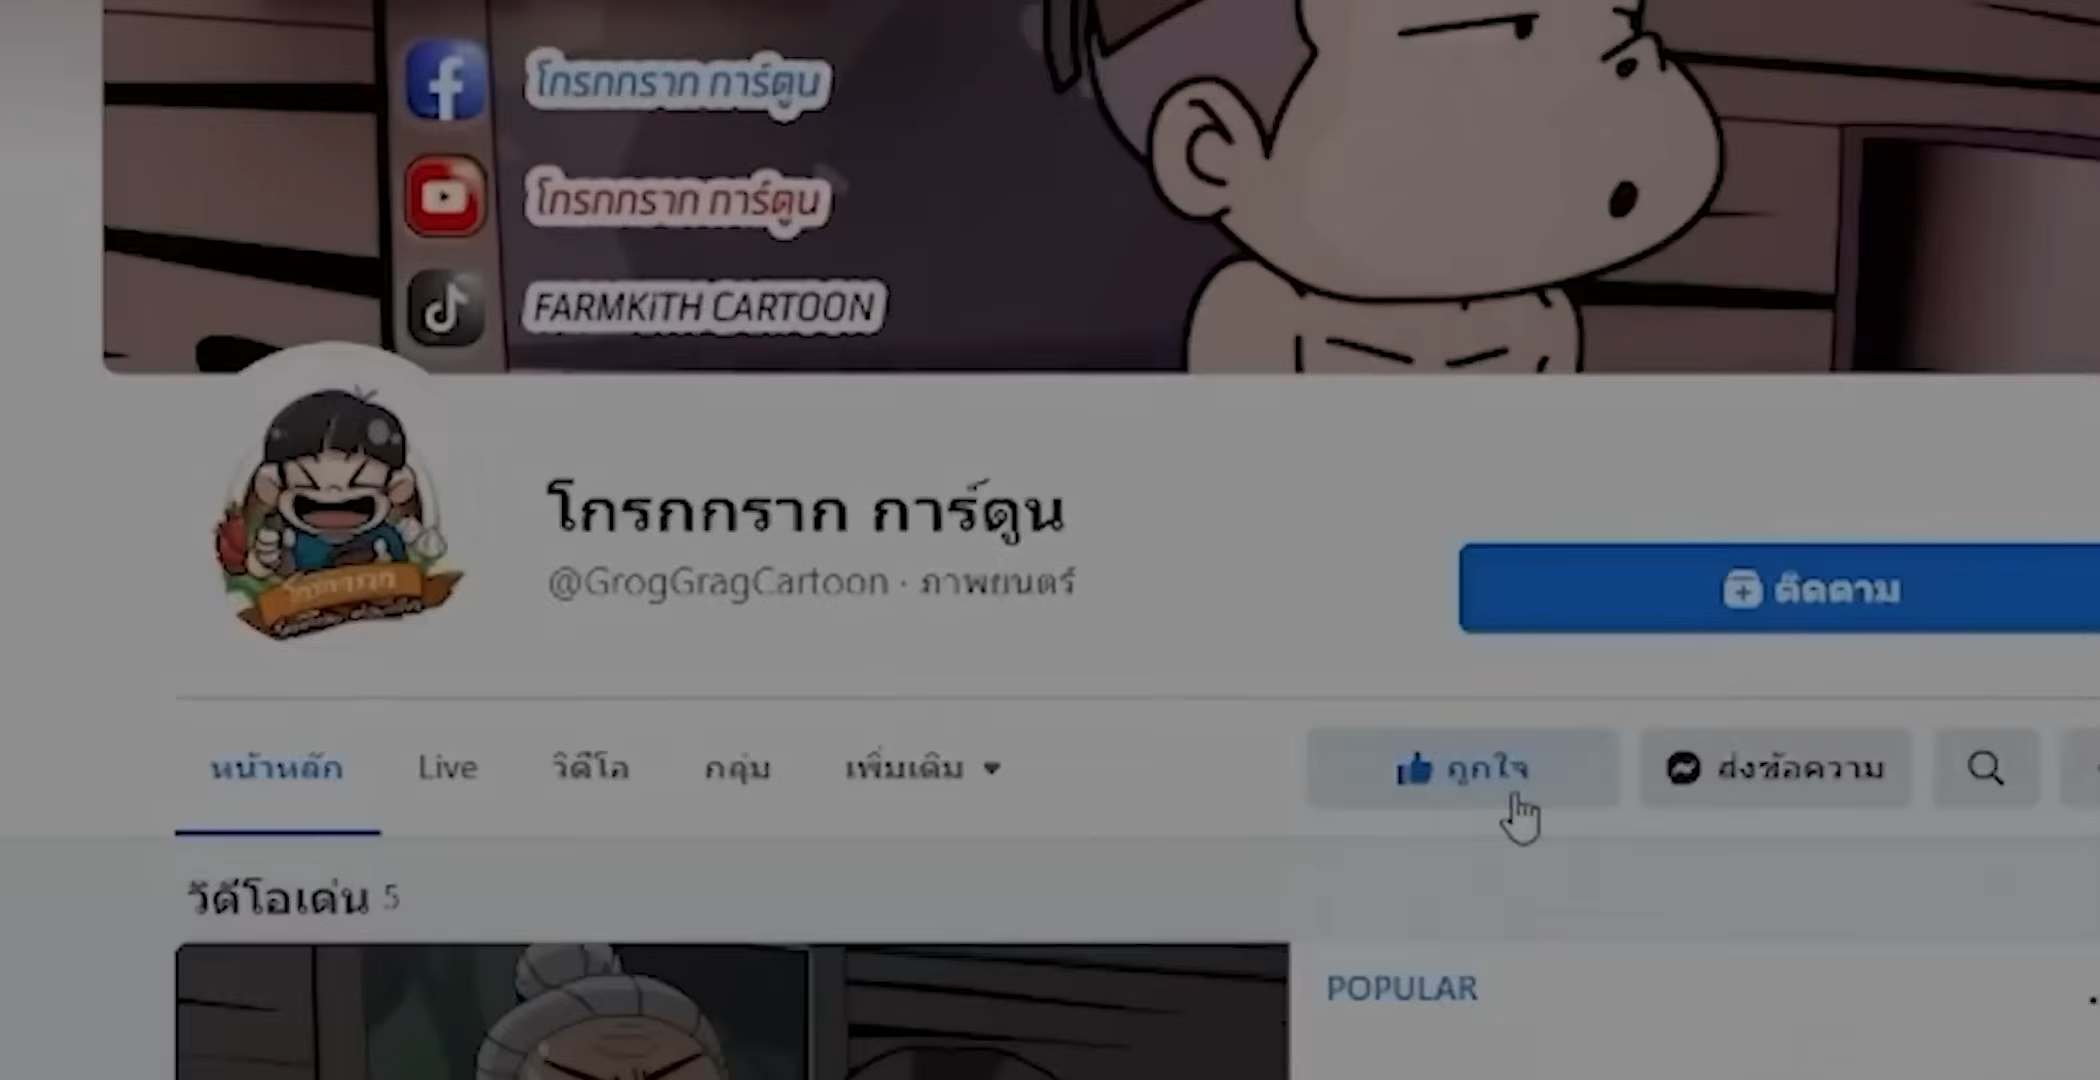 โกรกกราก การ์ตูน
โกรกกราก การ์ตูน
FARMKiTH CARTOON
โกรกกราก การ์ตูน
@GrogGragCartoon · ภาพยนตร์
ติดตาม
หน้าหลัก Live วิดีโอ กลุ่ม เพิ่มเติม
ถูกใจ ส่งข้อความ
วิดีโอเด่น 5
POPULAR